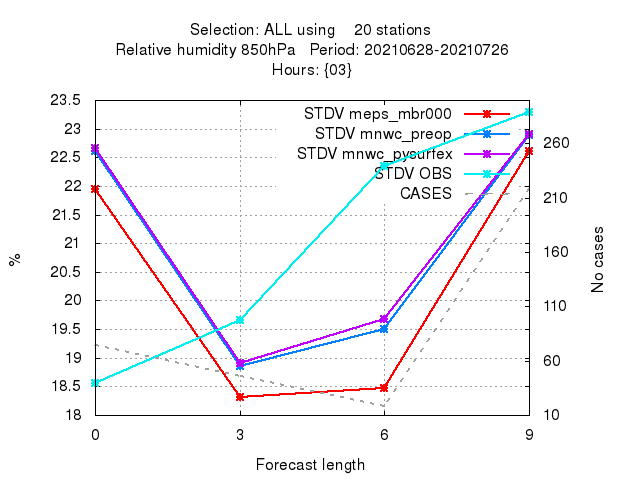 Selection: ALL using    20 stations
Relative humidity 850hPa   Period: 20210628-20210726
Hours: {03}
STDV meps_mbr000
STDV mnwc_preop
STDV mnwc_pysurfex
STDV OBS
CASES
23.5
23
22.5
22
21.5
21
20.5
20
19.5
19
18.5
18
%
260
210
160
110
60
10
No cases
0
3
6
9
Forecast length